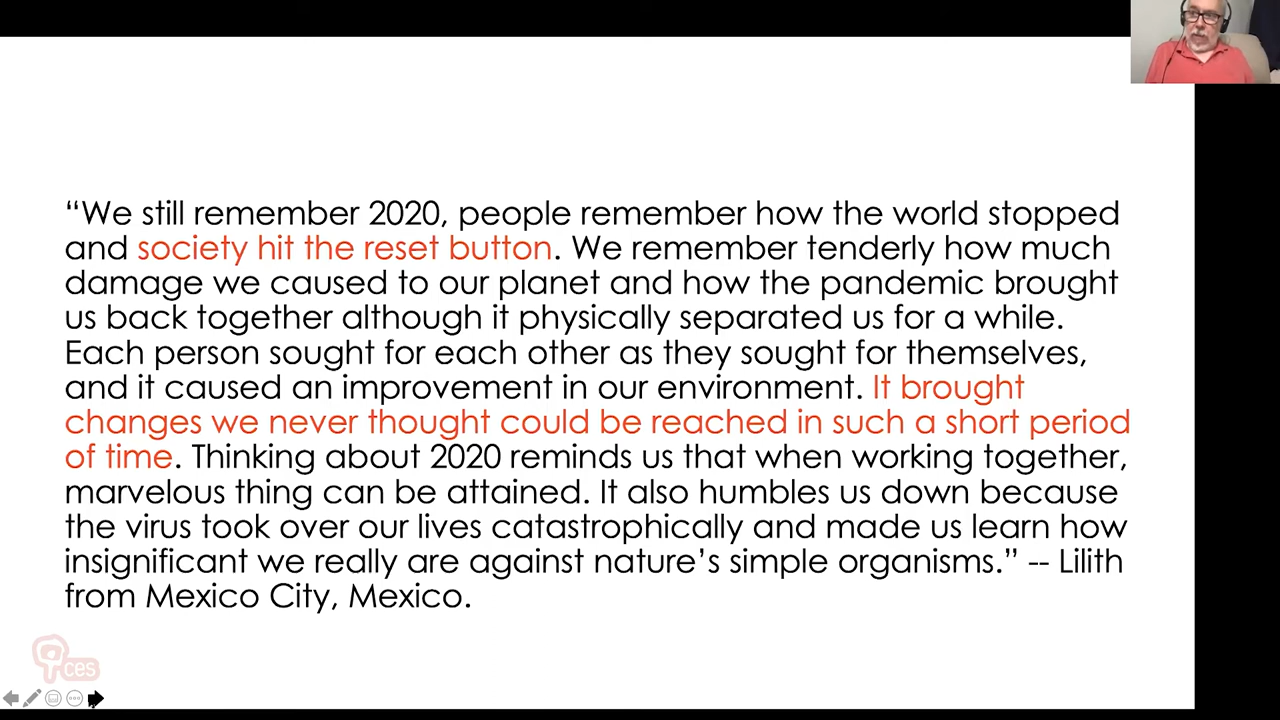 “We still remember 2020, people remember how the world stopped
and society hit the reset button. We remember tenderly how much
damage we caused to our planet and how the pandemic brought
us back together although it physically separated us for a while.
Each person sought for each other as they sought for themselves,
and it caused an improvement in our environment. It brought
changes we never thought could be reached in such a short period
of time. Thinking about 2020 reminds us that when working together,
marvelous thing can be attained. It also humbles us down because
the virus took over our lives catastrophically and made us learn how
insignificant we really are against nature’s simple organisms.” -- Lilith
from Mexico City, Mexico.
ces